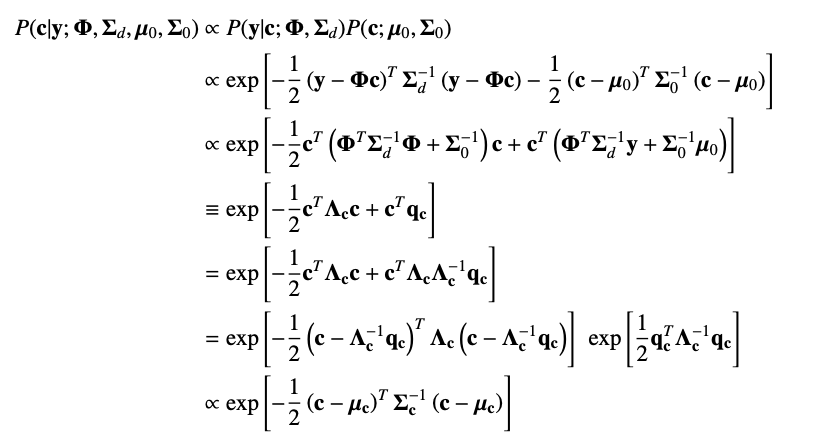 P(𝐜|𝐲; 𝚽, 𝚺_d, 𝛍_0, 𝚺_0) ∝ P(𝐲|𝐜; 𝚽, 𝚺_d)P(𝐜; 𝛍_0, 𝚺_0)
∝ exp[−1/2 (𝐲 − 𝚽𝐜)^T 𝚺_d^{−1} (𝐲 − 𝚽𝐜) − 1/2 (𝐜 − 𝛍_0)^T 𝚺_0^{−1} (𝐜 − 𝛍_0)]
∝ exp[−1/2 𝐜^T (𝚽^T 𝚺_d^{−1} 𝚽 + 𝚺_0^{−1}) 𝐜 + 𝐜^T (𝚽^T 𝚺_d^{−1} 𝐲 + 𝚺_0^{−1} 𝛍_0)]
≡ exp[−1/2 𝐜^T 𝚲_𝐜 𝐜 + 𝐜^T 𝐪_𝐜]
= exp[−1/2 𝐜^T 𝚲_𝐜 𝐜 + 𝐜^T 𝚲_𝐜 𝚲_𝐜^{−1} 𝐪_𝐜]
= exp[−1/2 (𝐜 − 𝚲_𝐜^{−1} 𝐪_𝐜)^T 𝚲_𝐜 (𝐜 − 𝚲_𝐜^{−1} 𝐪_𝐜)] exp[1/2 𝐪_𝐜^T 𝚲_𝐜^{−1} 𝐪_𝐜]
∝ exp[−1/2 (𝐜 − 𝛍_𝐜)^T 𝚺_𝐜^{−1} (𝐜 − 𝛍_𝐜)]